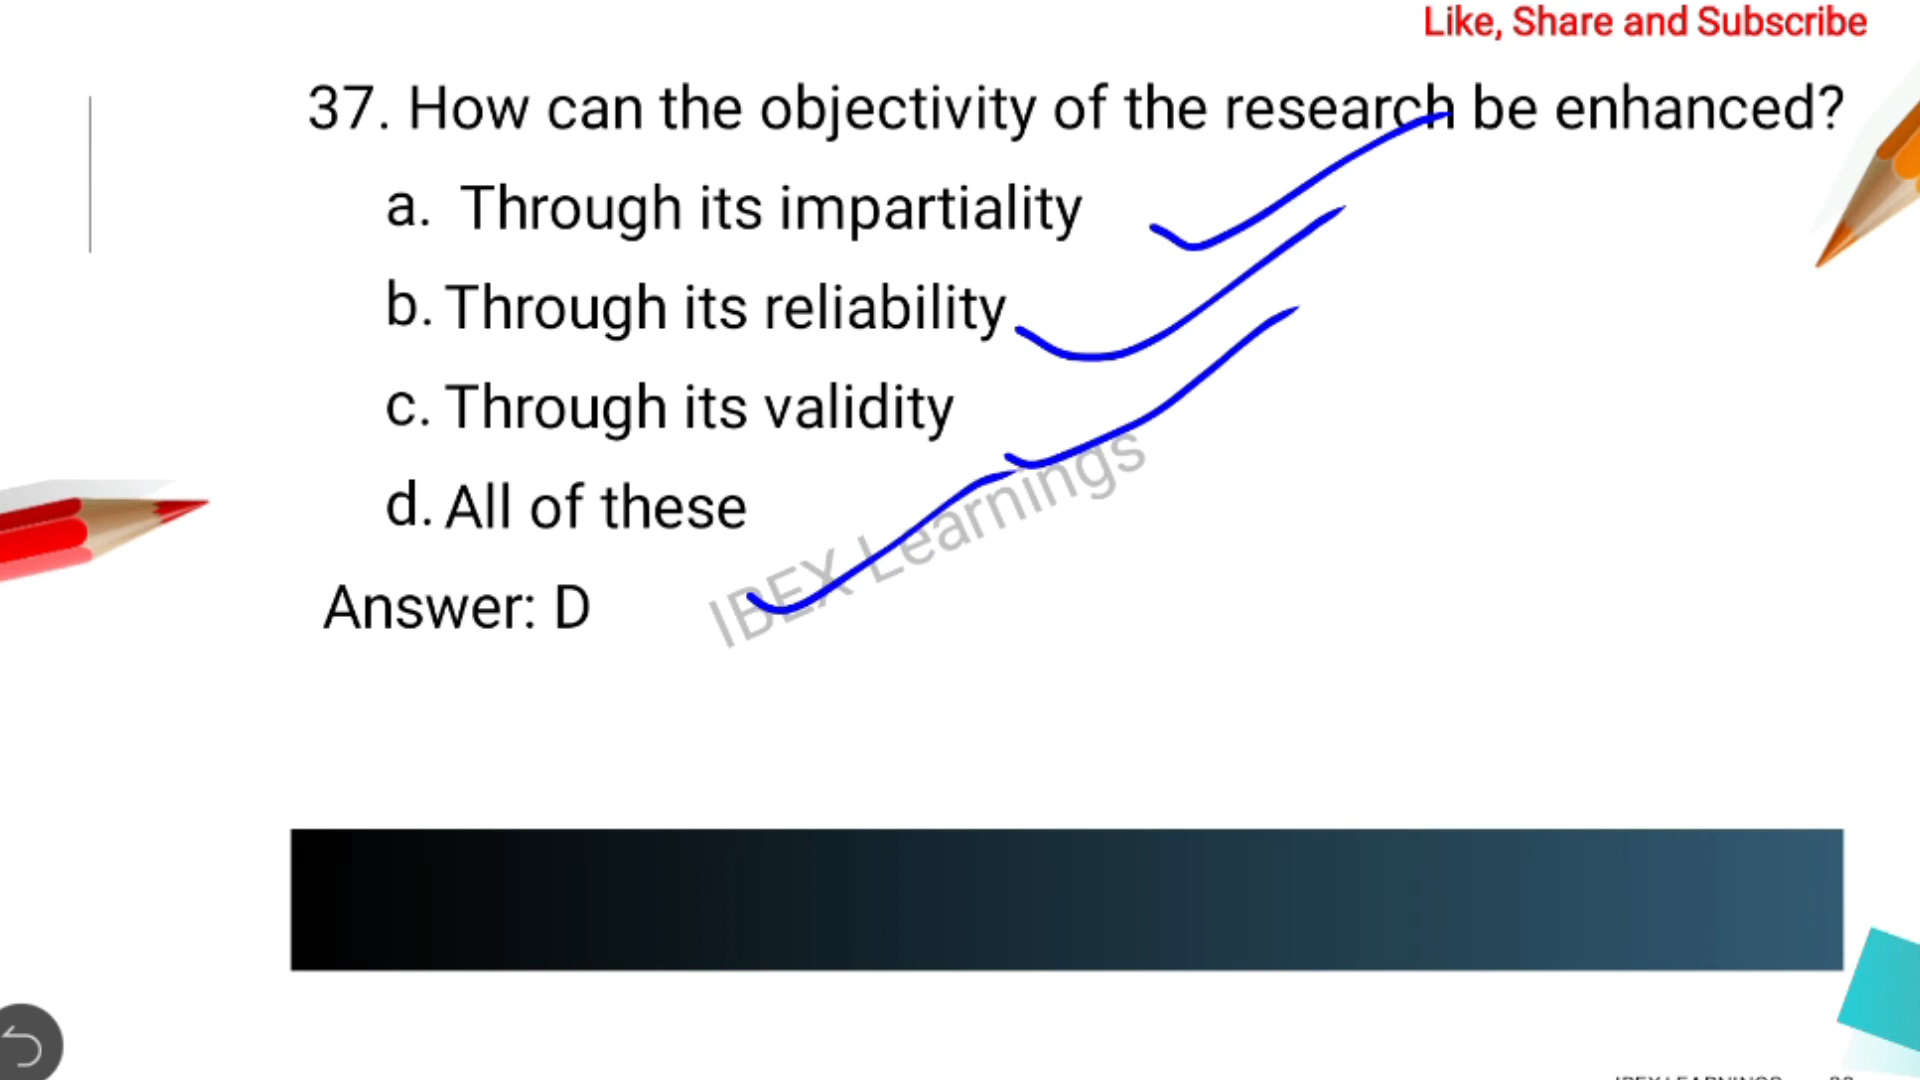 Like, Share and Subscribe
37. How can the objectivity of the research be enhanced?
a. Through its impartiality
b. Through its reliability
c. Through its validity
d. All of these
Answer: D
IBEX Learnings